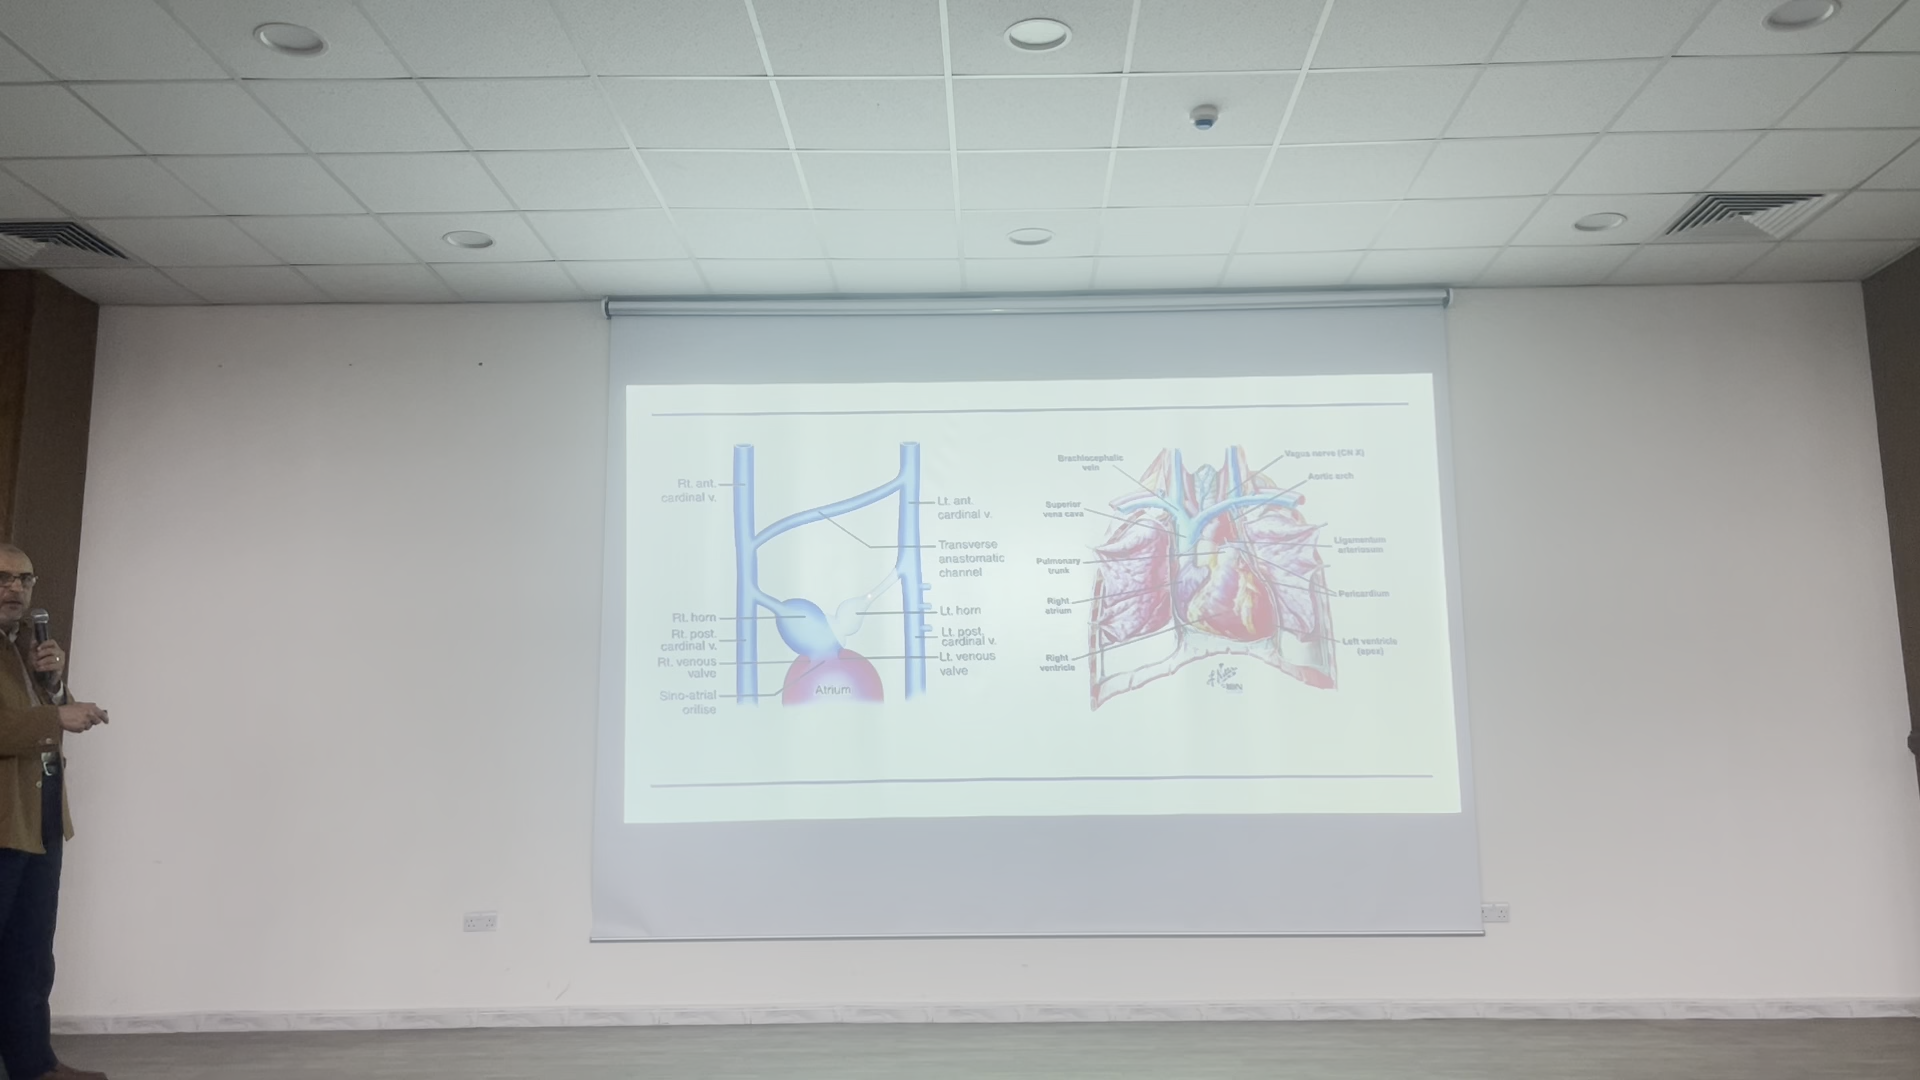 Rt. ant.
cardinal v.
Rt. horn
Rt. post.
cardinal v.
Rt. venous
valve
Sino-atrial
orifise
Atrium
Lt. ant.
cardinal v.
Transverse
anastomatic
channel
Lt. horn
Lt. post.
cardinal v.
Lt. venous
valve
Brachiocephalic
vein
Superior
vena cava
Pulmonary
trunk
Right
atrium
Right
ventricle
Vagus nerve (CN X)
Aortic arch
Ligamentum
arteriosum
Pericardium
Left ventricle
(apex)